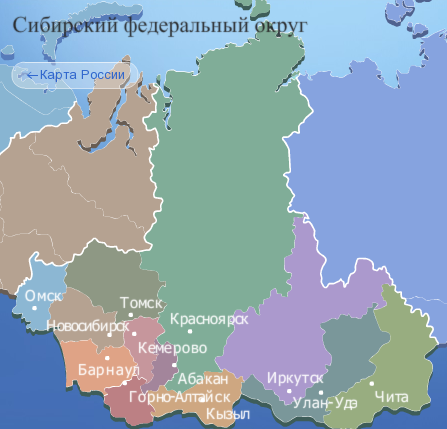 Сибирский федеральный округ
←Карта России
Омск
Томск
Новосибирск
Красноярск
Кемерово
Барнаул
Абакан
Иркутск
Горно-Алтайск
Улан-Удэ
Чита
Кызыл